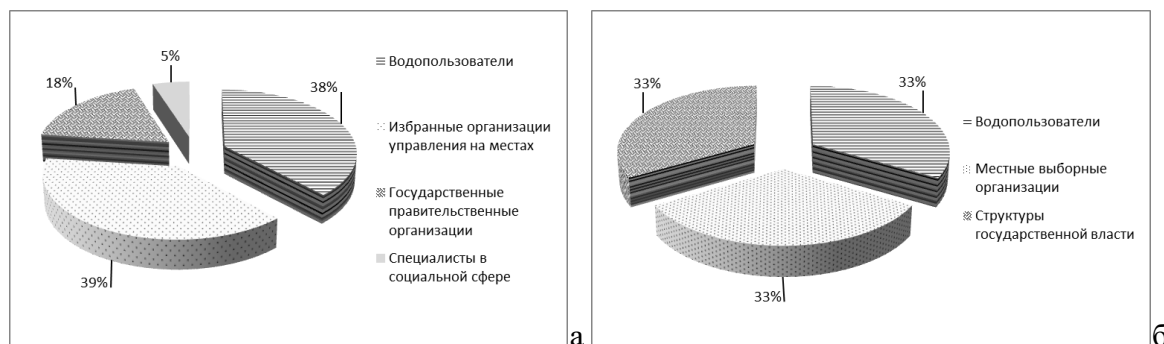 5%
18%
38%
39%
Водопользователи
Избранные организации
управления на местах
Государственные
правительственные
организации
Специалисты в
социальной сфере
а
33%
33%
33%
Водопользователи
Местные выборные
организации
Структуры
государственной власти
б